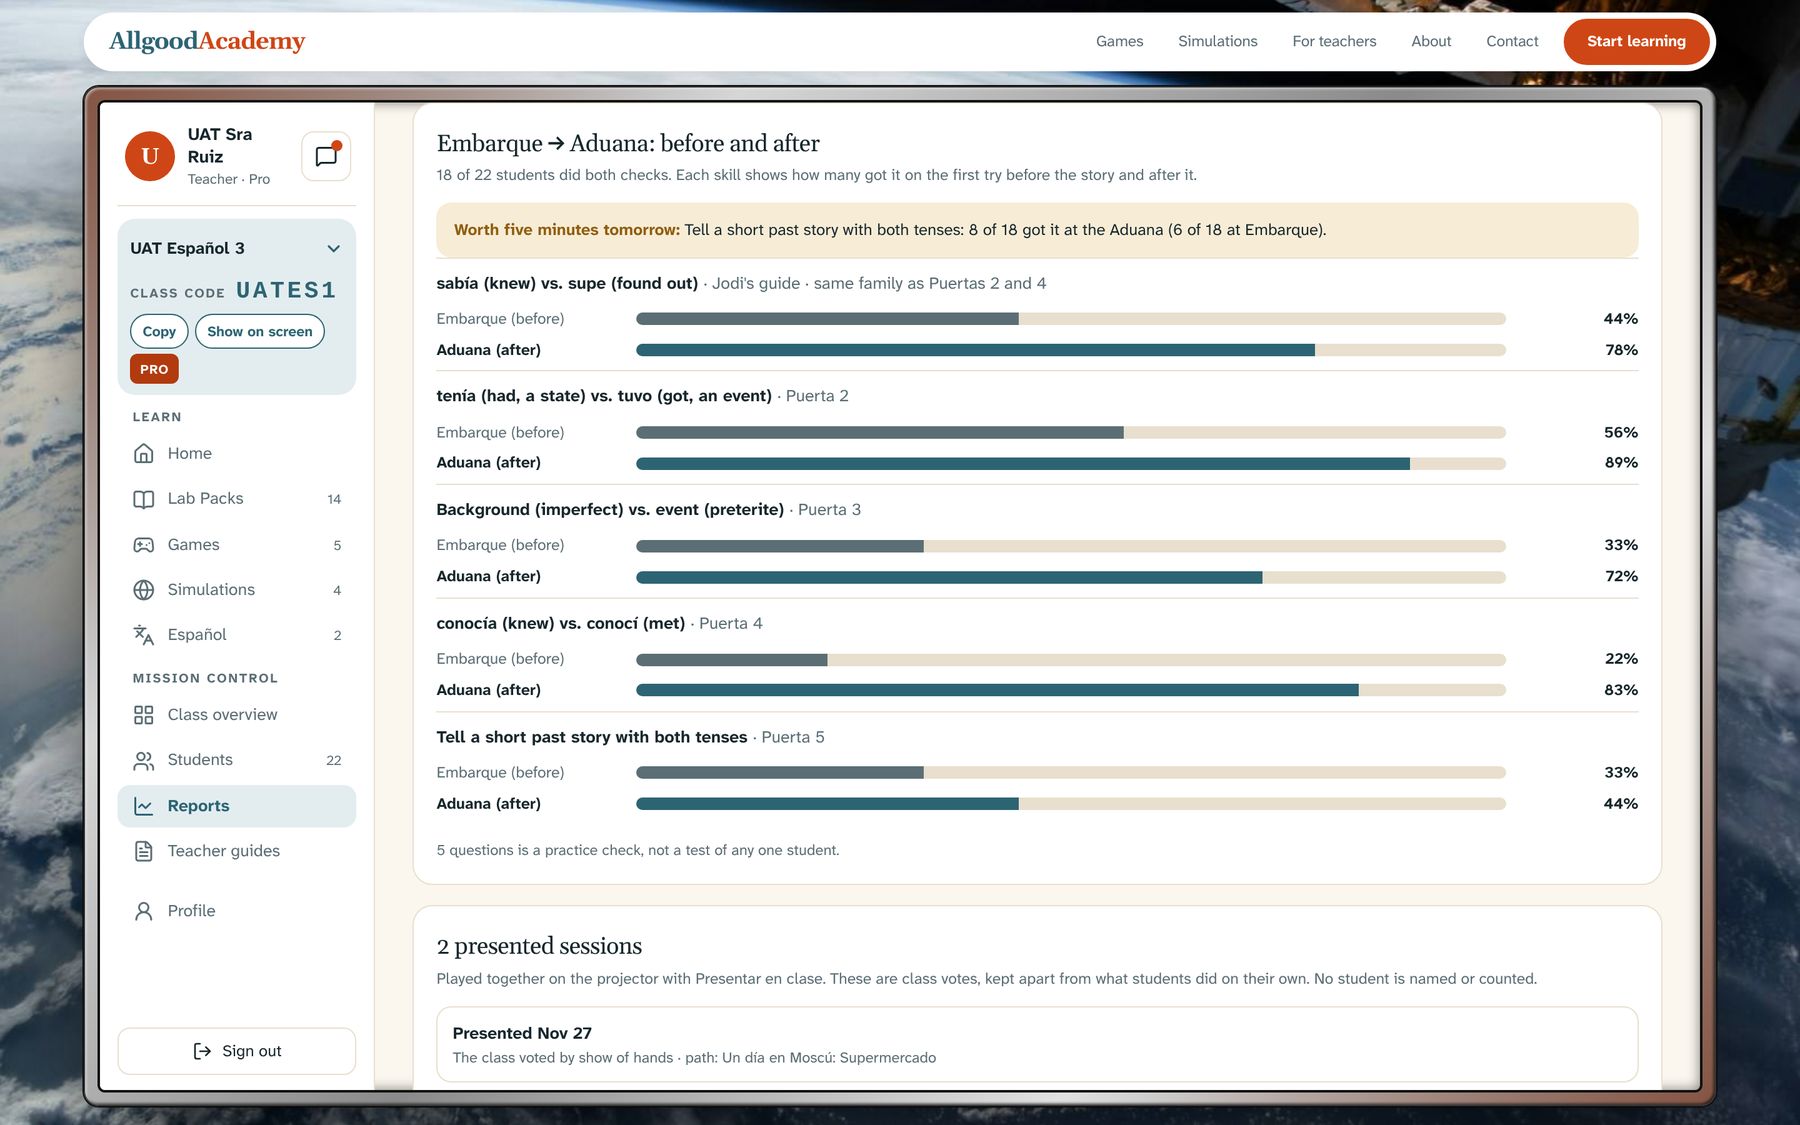 AllgoodAcademy
Games
Simulations
For teachers
About
Contact
Start learning
U
UAT Sra
Ruiz
Teacher · Pro
UAT Español 3
CLASS CODE UATES1
Copy
Show on screen
PRO
LEARN
Home
Lab Packs 14
Games 5
Simulations 4
Español 2
MISSION CONTROL
Class overview
Students 22
Reports
Teacher guides
Profile
Sign out
Embarque → Aduana: before and after
18 of 22 students did both checks. Each skill shows how many got it on the first try before the story and after it.
Worth five minutes tomorrow: Tell a short past story with both tenses: 8 of 18 got it at the Aduana (6 of 18 at Embarque).
sabía (knew) vs. supe (found out) · Jodi's guide · same family as Puertas 2 and 4
Embarque (before) 44%
Aduana (after) 78%
tenía (had, a state) vs. tuvo (got, an event) · Puerta 2
Embarque (before) 56%
Aduana (after) 89%
Background (imperfect) vs. event (preterite) · Puerta 3
Embarque (before) 33%
Aduana (after) 72%
conocía (knew) vs. conocí (met) · Puerta 4
Embarque (before) 22%
Aduana (after) 83%
Tell a short past story with both tenses · Puerta 5
Embarque (before) 33%
Aduana (after) 44%
5 questions is a practice check, not a test of any one student.
2 presented sessions
Played together on the projector with Presentar en clase. These are class votes, kept apart from what students did on their own. No student is named or counted.
Presented Nov 27
The class voted by show of hands · path: Un día en Moscú: Supermercado